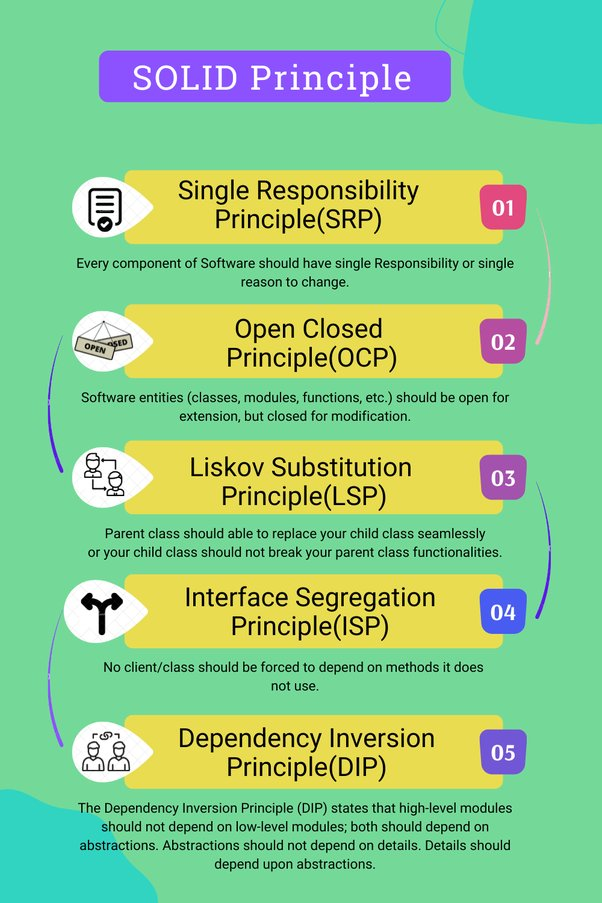 SOLID Principle
Single Responsibility
Principle(SRP)
01
Every component of Software should have single Responsibility or single
reason to change.
OPEN
CLOSED
Open Closed
Principle(OCP)
02
Software entities (classes, modules, functions, etc.) should be open for
extension, but closed for modification.
Liskov Substitution
Principle(LSP)
03
Parent class should able to replace your child class seamlessly
or your child class should not break your parent class functionalities.
Interface Segregation
Principle(ISP)
04
No client/class should be forced to depend on methods it does
not use.
Dependency Inversion
Principle(DIP)
05
The Dependency Inversion Principle (DIP) states that high-level modules
should not depend on low-level modules; both should depend on
abstractions. Abstractions should not depend on details. Details should
depend upon abstractions.